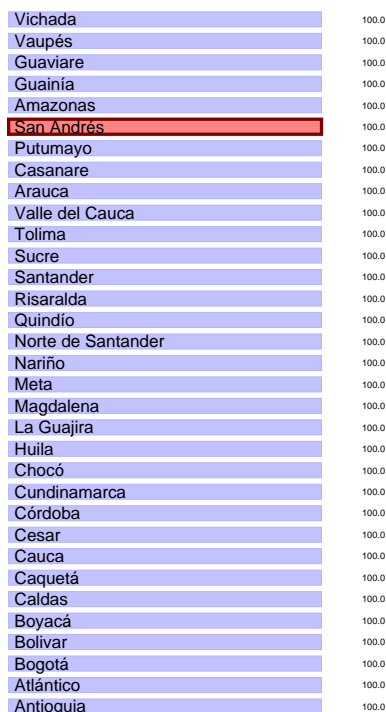 Vichada 100.0
Vaupés 100.0
Guaviare 100.0
Guainía 100.0
Amazonas 100.0
San Andrés 100.0
Putumayo 100.0
Casanare 100.0
Arauca 100.0
Valle del Cauca 100.0
Tolima 100.0
Sucre 100.0
Santander 100.0
Risaralda 100.0
Quindío 100.0
Norte de Santander 100.0
Nariño 100.0
Meta 100.0
Magdalena 100.0
La Guajira 100.0
Huila 100.0
Chocó 100.0
Cundinamarca 100.0
Córdoba 100.0
Cesar 100.0
Cauca 100.0
Caquetá 100.0
Caldas 100.0
Boyacá 100.0
Bolivar 100.0
Bogotá 100.0
Atlántico 100.0
Antioquia 100.0